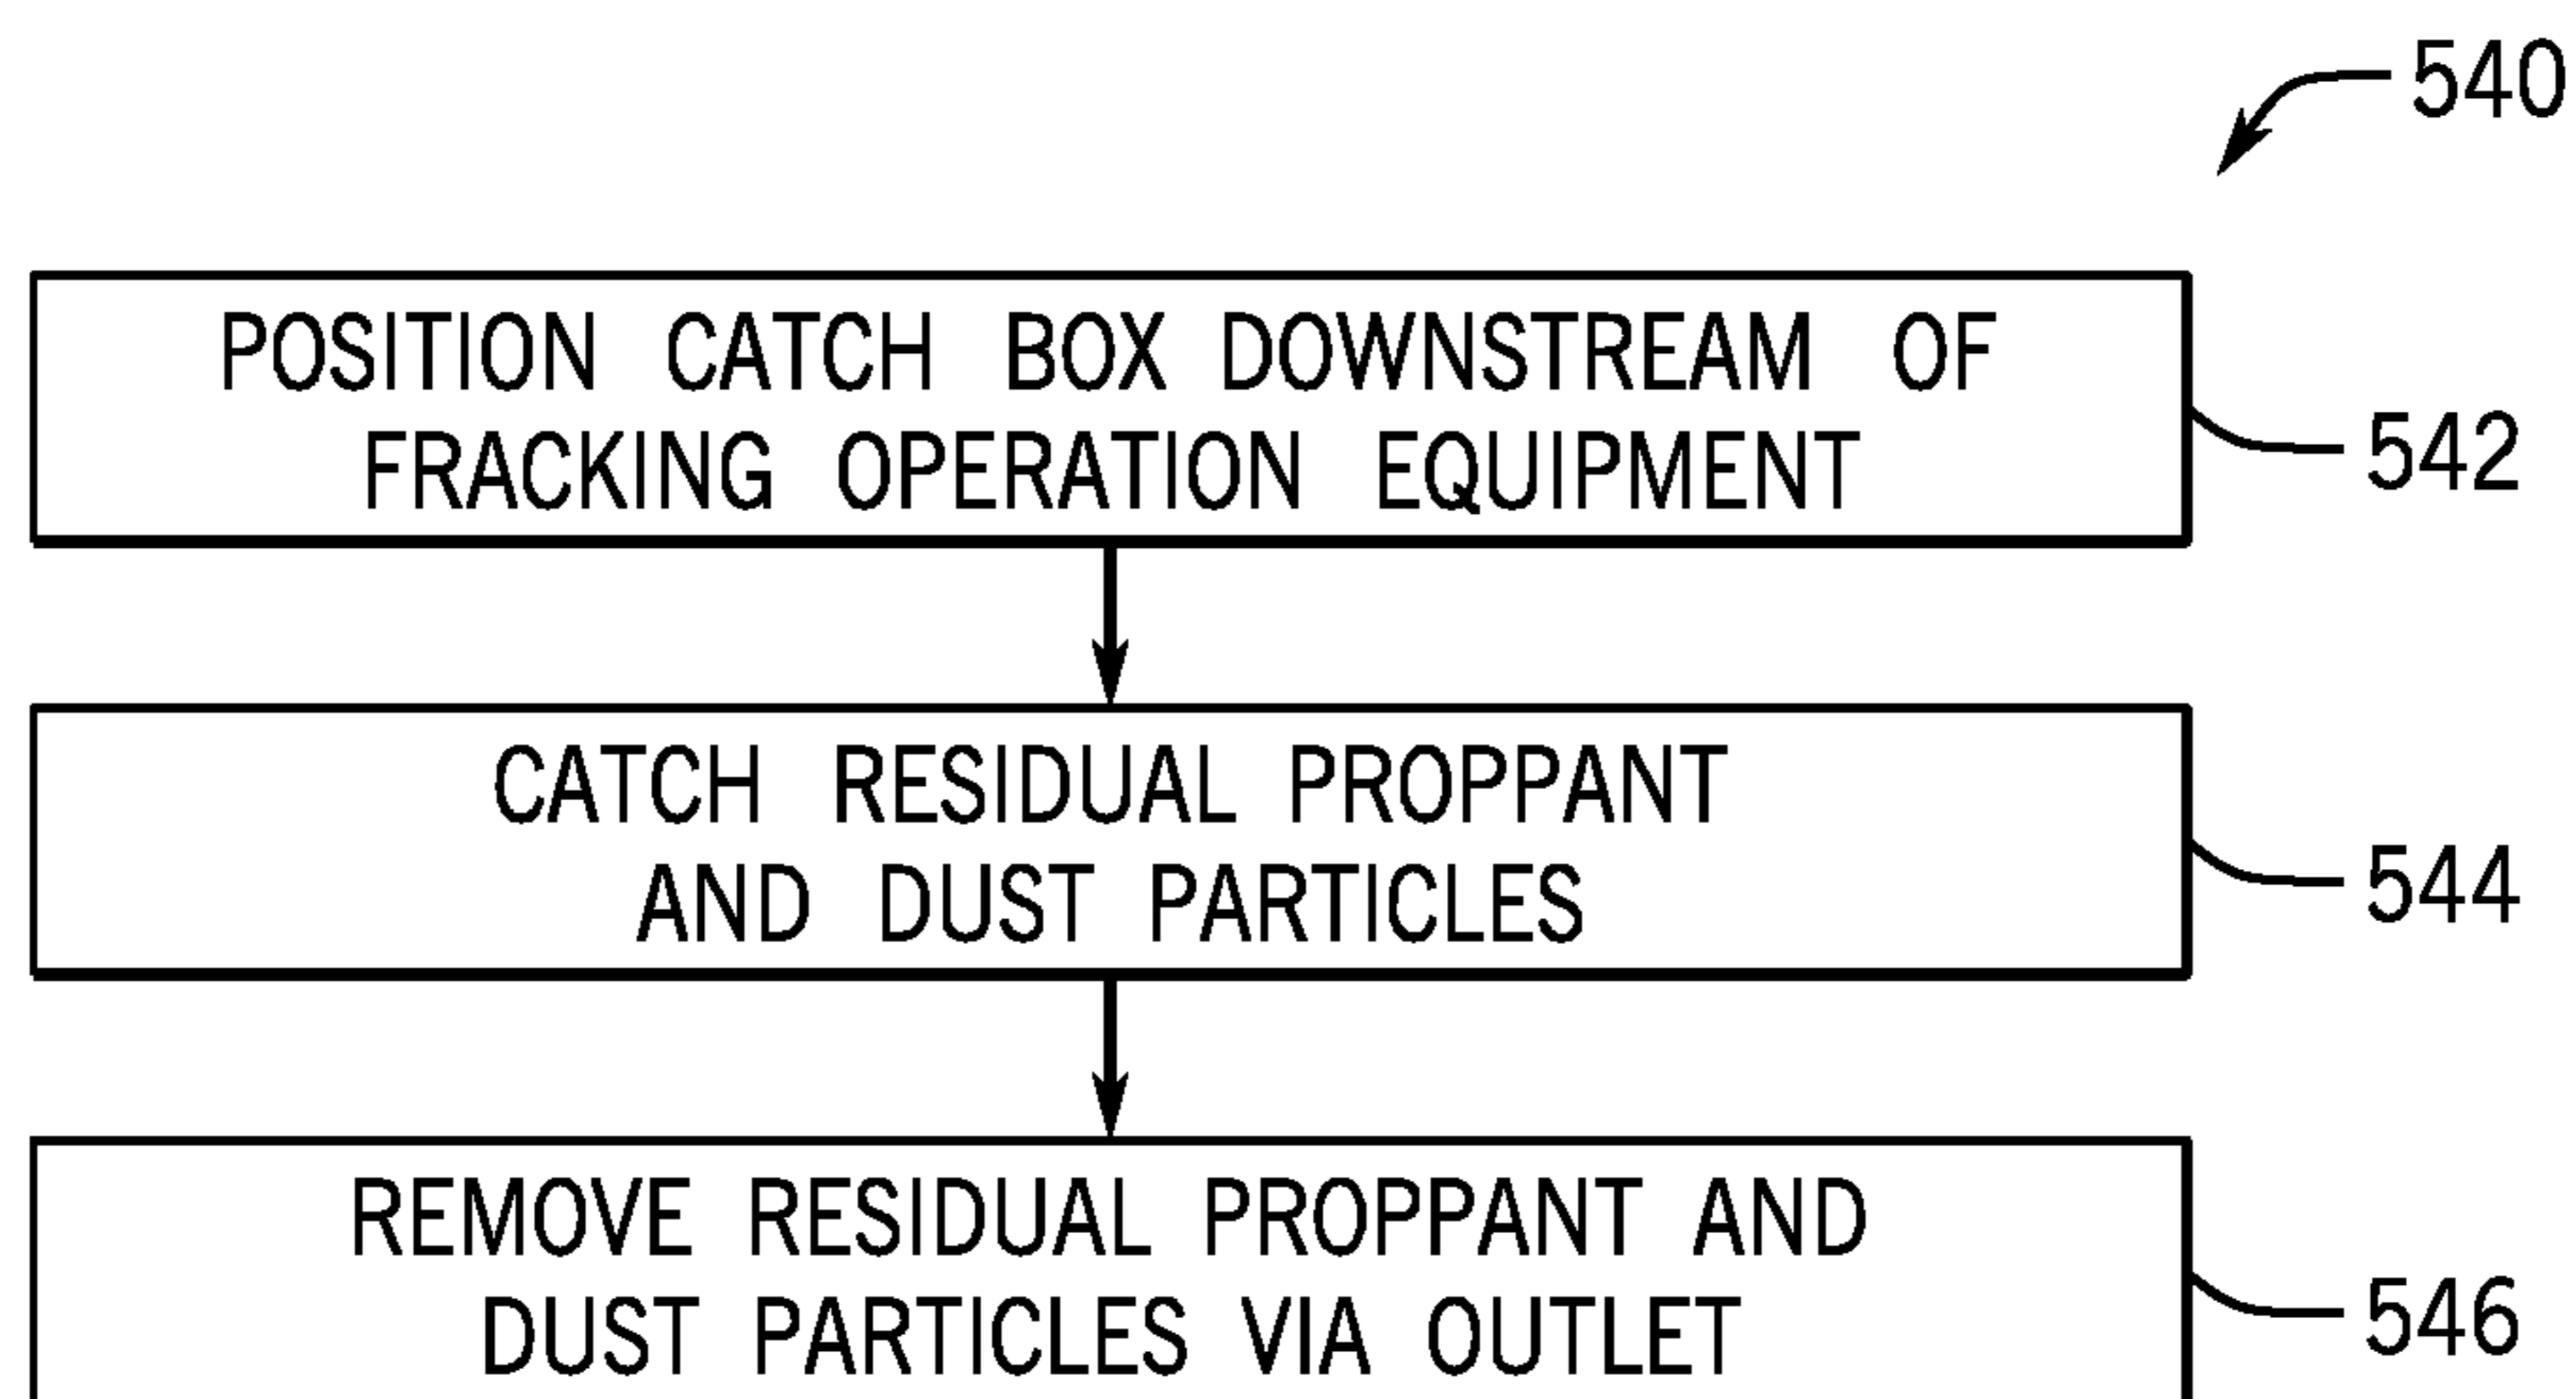 540
POSITION CATCH BOX DOWNSTREAM OF
FRACKING OPERATION EQUIPMENT
542
CATCH RESIDUAL PROPPANT
AND DUST PARTICLES
544
REMOVE RESIDUAL PROPPANT AND
DUST PARTICLES VIA OUTLET
546